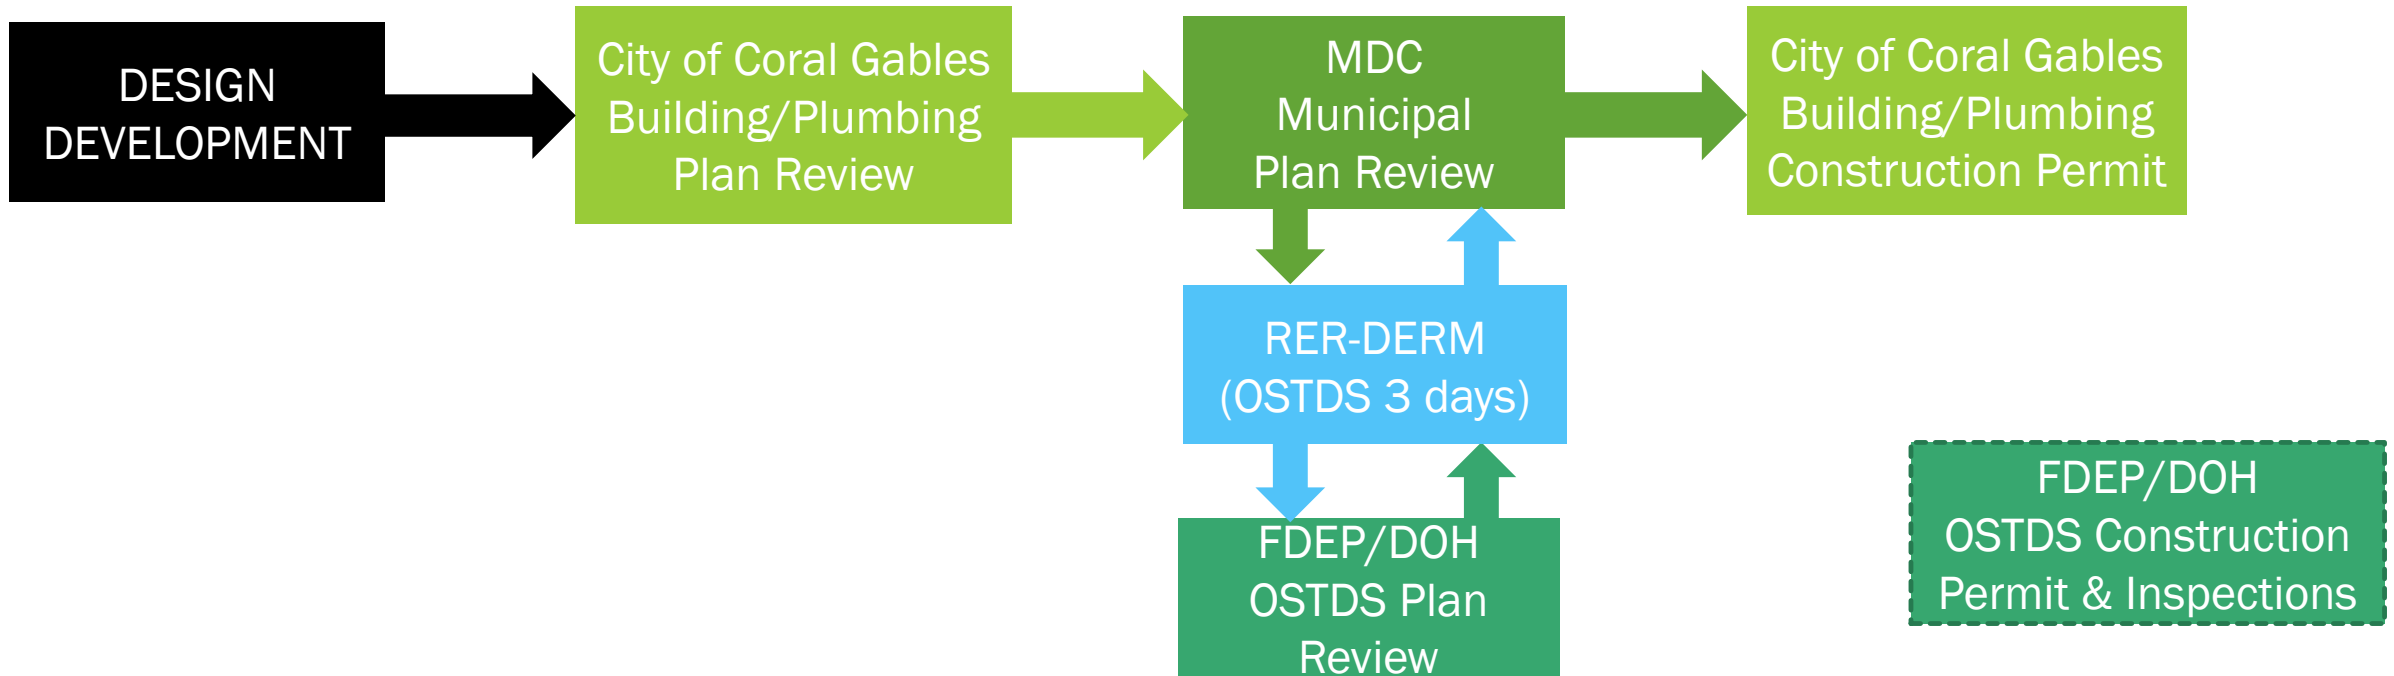 DESIGN
DEVELOPMENT
City of Coral Gables
Building/Plumbing
Plan Review
MDC
Municipal
Plan Review
City of Coral Gables
Building/Plumbing
Construction Permit
RER-DERM
(OSTDS 3 days)
FDEP/DOH
OSTDS Plan
Review
FDEP/DOH
OSTDS Construction
Permit & Inspections